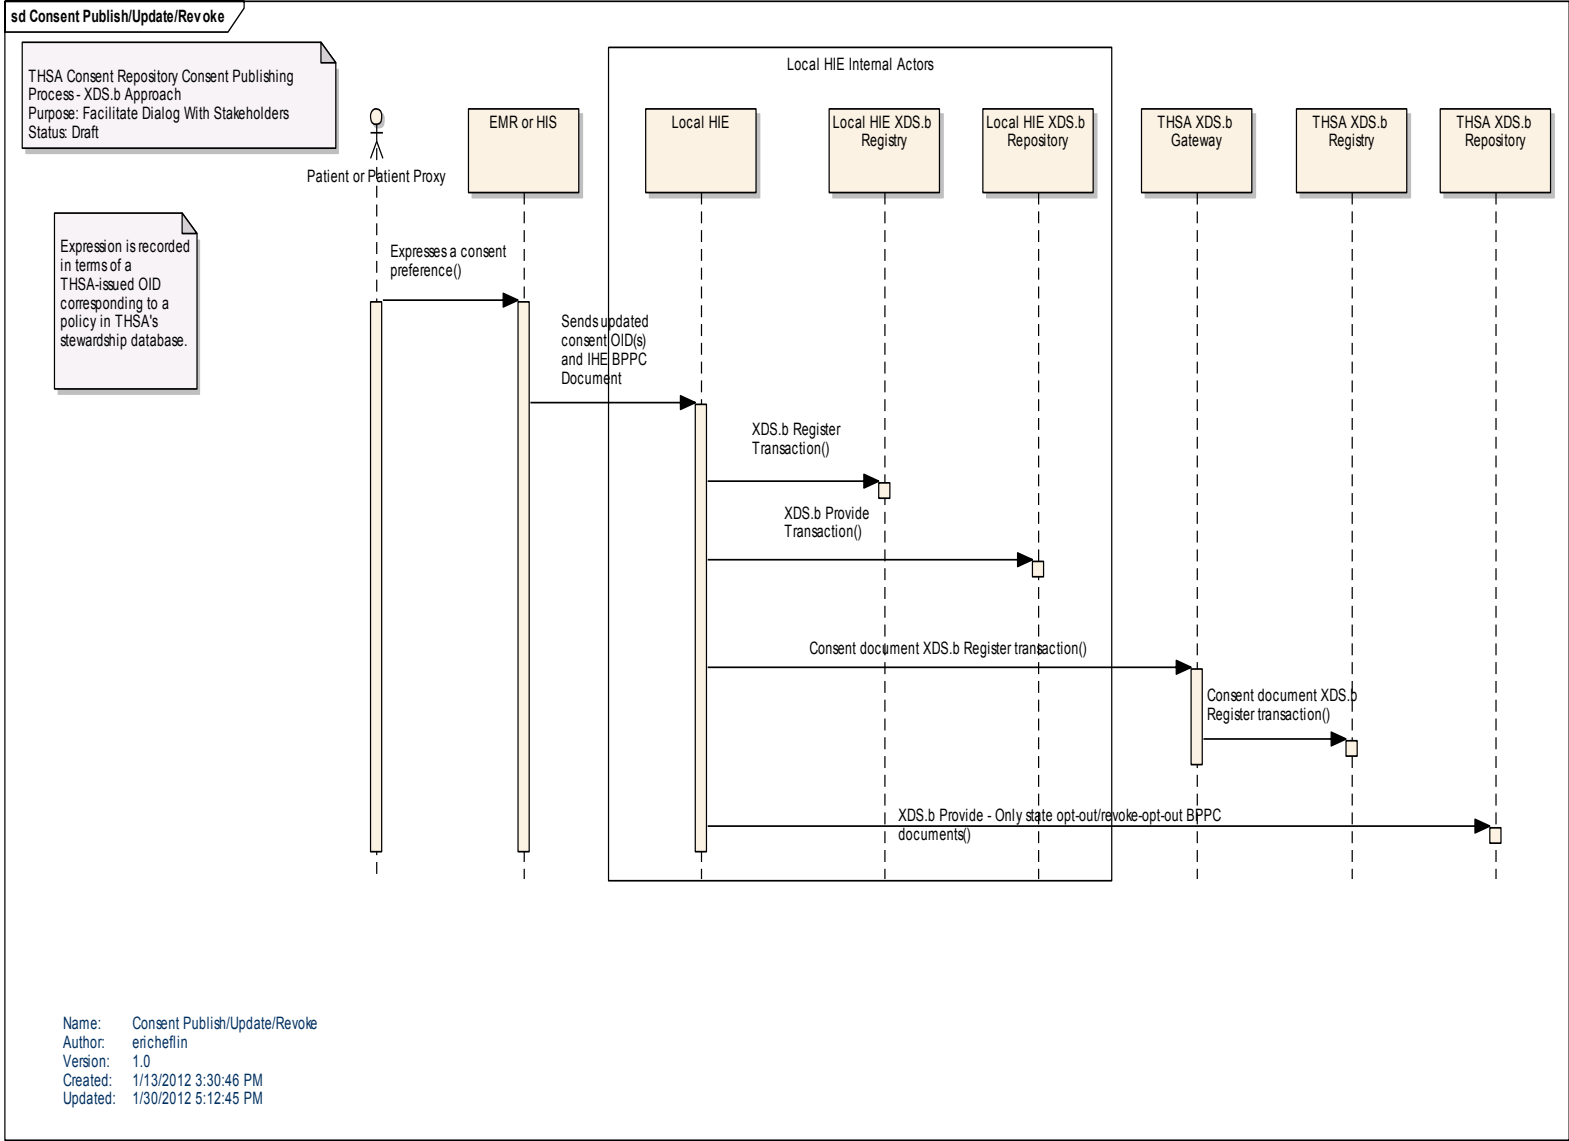 sd Consent Publish/Update/Revoke
THSA Consent Repository Consent Publishing
Process - XDS.b Approach
Purpose: Facilitate Dialog With Stakeholders
Status: Draft
Local HIE Internal Actors
Patient or Patient Proxy
EMR or HIS
Local HIE
Local HIE XDS.b
Registry
Local HIE XDS.b
Repository
THSA XDS.b
Gateway
THSA XDS.b
Registry
THSA XDS.b
Repository
Expression is recorded
in terms of a
THSA-issued OID
corresponding to a
policy in THSA's
stewardship database.
Expresses a consent
preference()
Sends updated
consent OID(s)
and IHE BPPC
Document
XDS.b Register
Transaction()
XDS.b Provide
Transaction()
Consent document XDS.b Register transaction()
Consent document XDS.b
Register transaction()
XDS.b Provide - Only state opt-out/revoke-opt-out BPPC
documents()
Name: Consent Publish/Update/Revoke
Author: ericheflin
Version: 1.0
Created: 1/13/2012 3:30:46 PM
Updated: 1/30/2012 5:12:45 PM